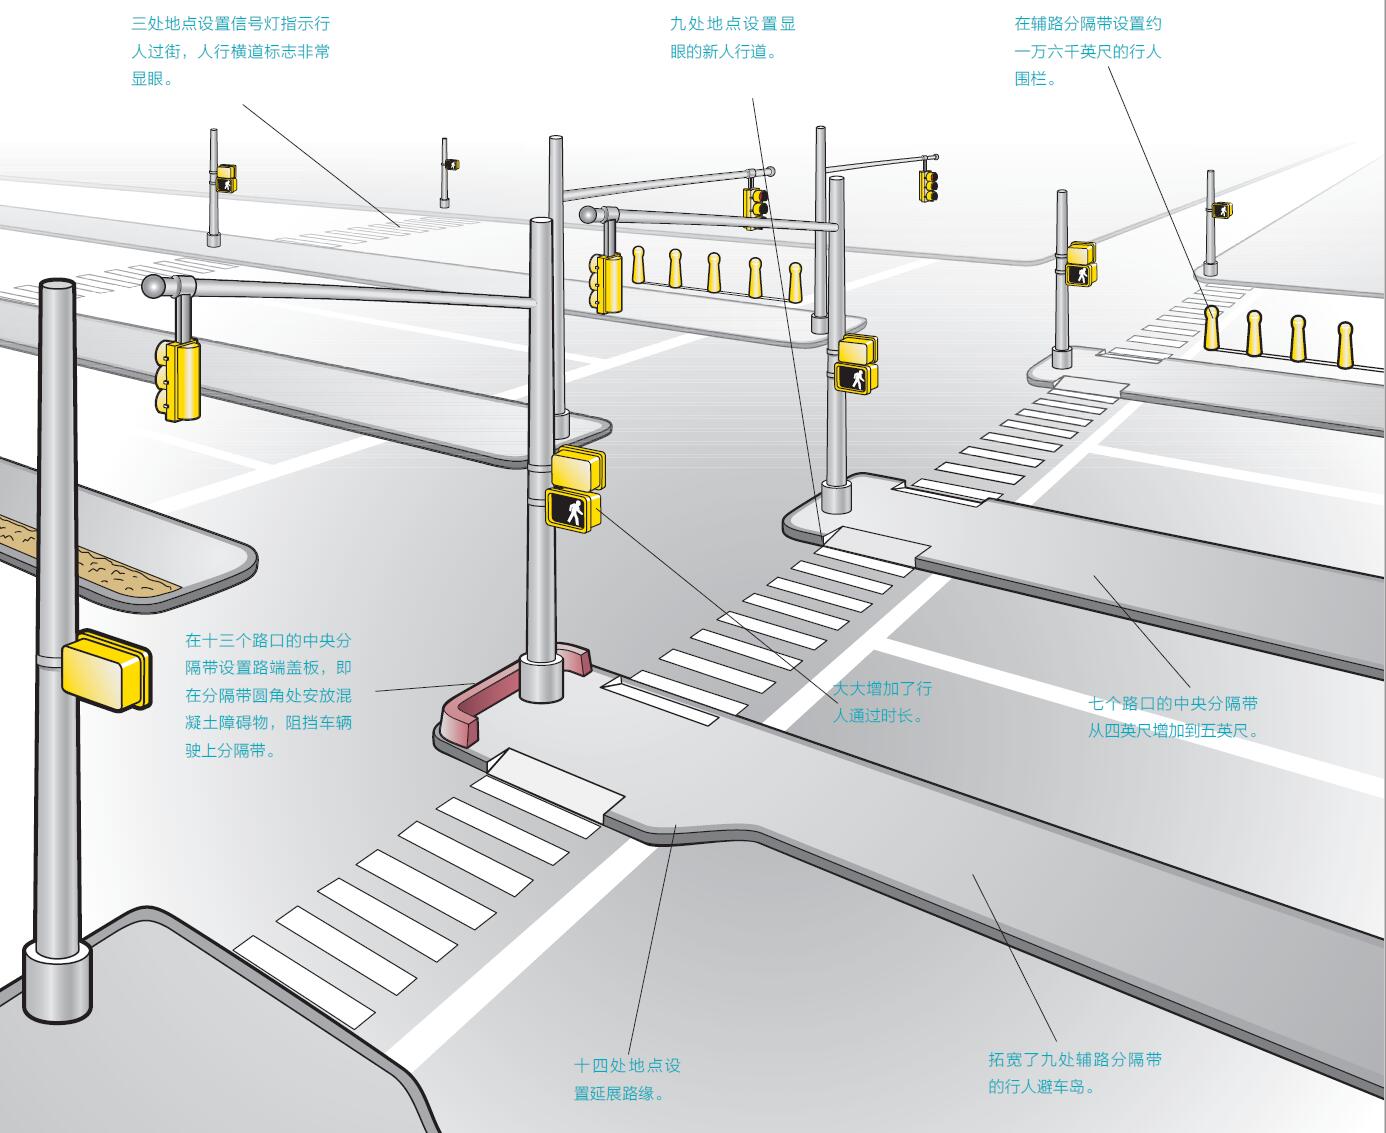 三处地点设置信号灯指示行
人过街，人行横道标志非常
显眼。
九处地点设置显
眼的新人行道。
在辅路分隔带设置约
一万六千英尺的行人
围栏。
在十三个路口的中央分
隔带设置路端盖板，即
在分隔带圆角处安放混
凝土障碍物，阻挡车辆
驶上分隔带。
大大增加了行
人通过时长。
七个路口的中央分隔带
从四英尺增加到五英尺。
十四处地点设
置延展路缘。
拓宽了九处辅路分隔带
的行人避车岛。